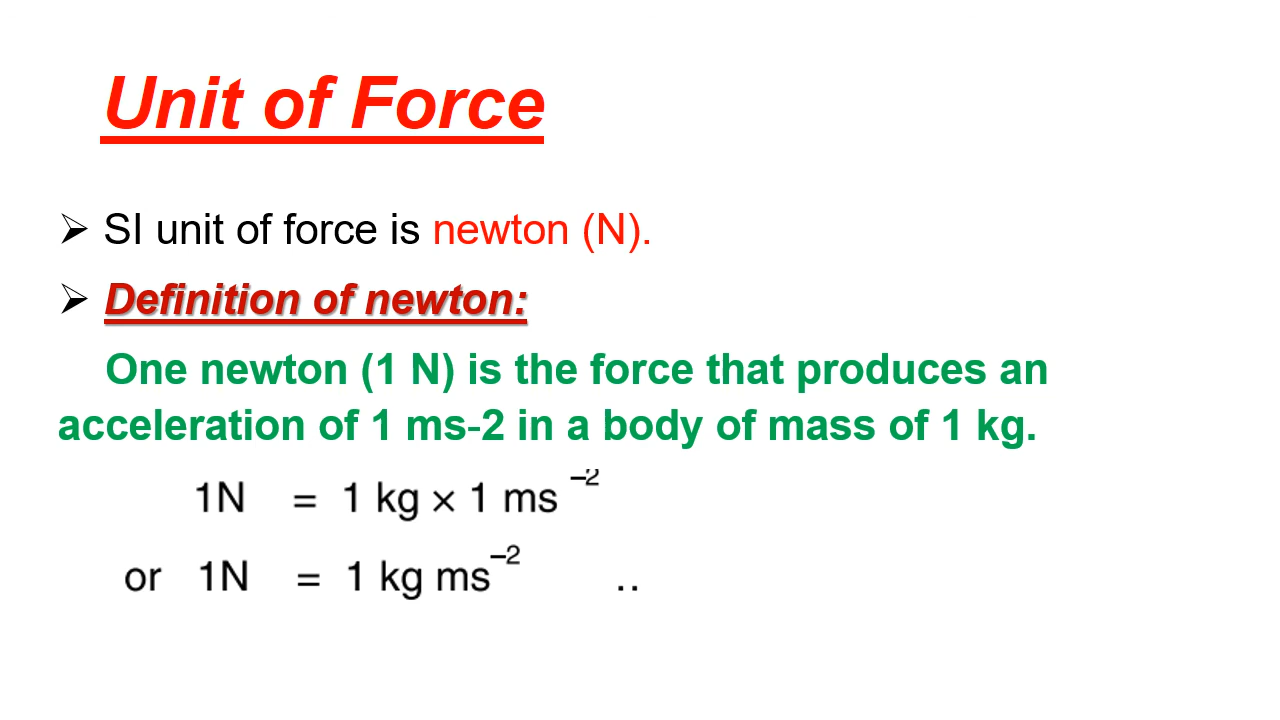 Unit of Force
➢ SI unit of force is newton (N).
➢ Definition of newton:
One newton (1 N) is the force that produces an
acceleration of 1 ms-2 in a body of mass of 1 kg.
1N = 1 kg × 1 ms⁻²
or 1N = 1 kg ms⁻² ..